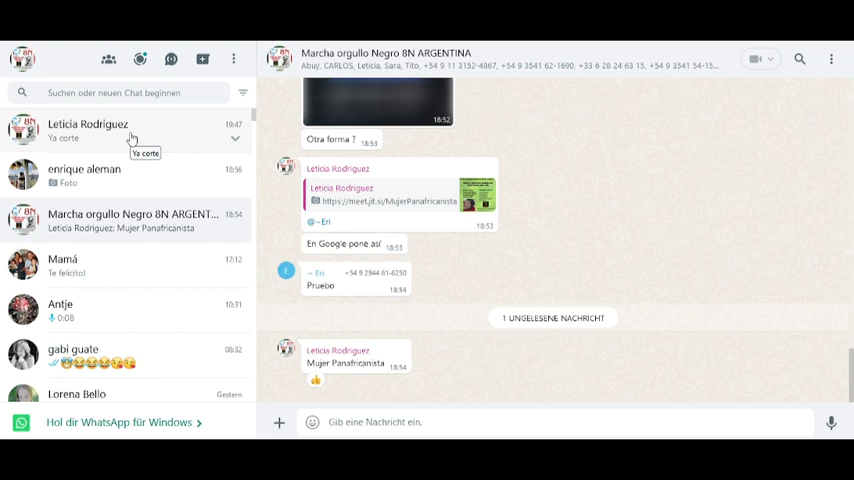 Marcha orgullo Negro 8N ARGENTINA
Abuy, CARLOS, Leticia, Sara, Tito, +54 9 11 3152-4867, +54 9 3541 62-1690, +33 6 28 24 63 15, +54 9 3541 54-15...
Suchen oder neuen Chat beginnen
Leticia Rodriguez 19:47
Ya corte
Ya corte
enrique aleman 18:56
Foto
Marcha orgullo Negro 8N ARGENT... 18:54
Leticia Rodriguez: Mujer Panafricanista
Mamá 17:12
Te felicito!
Antje 10:31
0:08
gabi guate 08:32
Lorena Bello Gestern
Hol dir WhatsApp für Windows
18:52
Otra forma ? 18:53
Leticia Rodriguez
Leticia Rodriguez
https://meet.jit.si/MujerPanafricanista
@~Eri
18:53
En Google pone así 18:53
E
~ Eri +54 9 2944 61-6250
Pruebo
18:54
1 UNGELESENE NACHRICHT
Leticia Rodriguez
Mujer Panafricanista 18:54
Gib eine Nachricht ein.